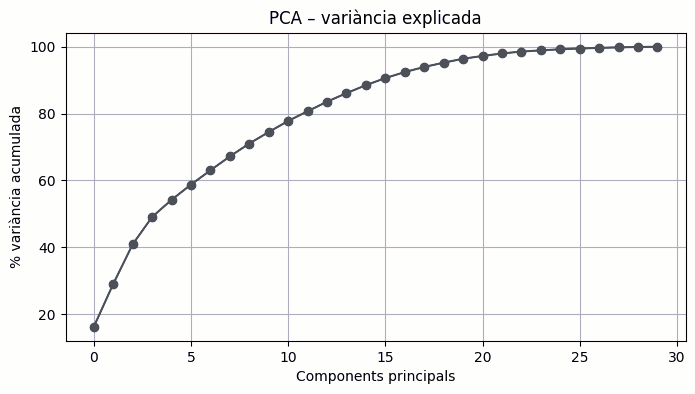 PCA – variància explicada
100
80
60
40
20
% variància acumulada
0 5 10 15 20 25 30
Components principals